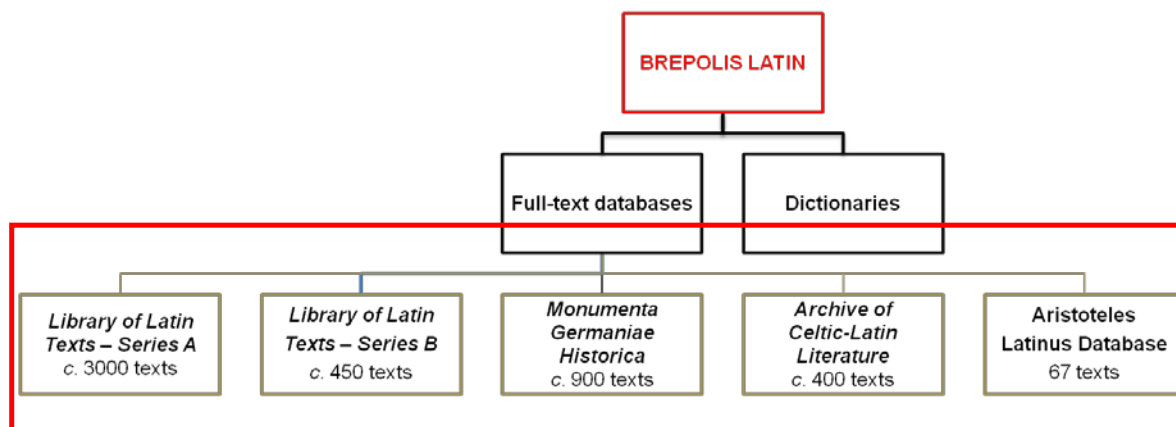 BREPOLIS LATIN
Full-text databases
Dictionaries
Library of Latin
Texts – Series A
c. 3000 texts
Library of Latin
Texts – Series B
c. 450 texts
Monumenta
Germaniae
Historica
c. 900 texts
Archive of
Celtic-Latin
Literature
c. 400 texts
Aristoteles
Latinus Database
67 texts